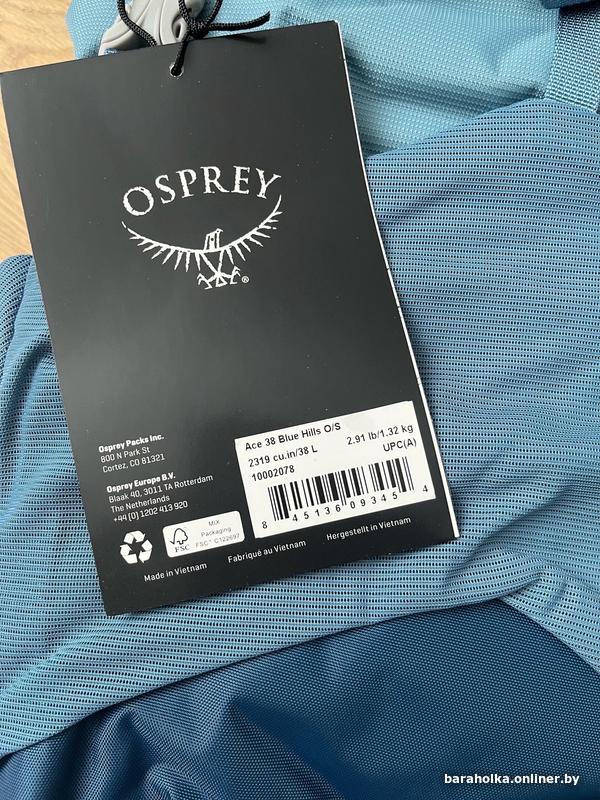 OSPREY
®
Osprey Packs Inc.
800 N Park St
Cortez, CO 81321
Osprey Europe B.V.
Blaak 40, 3011 TA Rotterdam
The Netherlands
+44 (0) 1202 413 920
Ace 38 Blue Hills O/S
2319 cu.in/38 L 2.91 lb/1.32 kg
10002078 UPC(A)
8 45136 09345 4
FSC
MIX
Packaging
FSC™ C122697
Made in Vietnam Fabriqué au Vietnam Hergestellt in Vietnam
baraholka.onliner.by